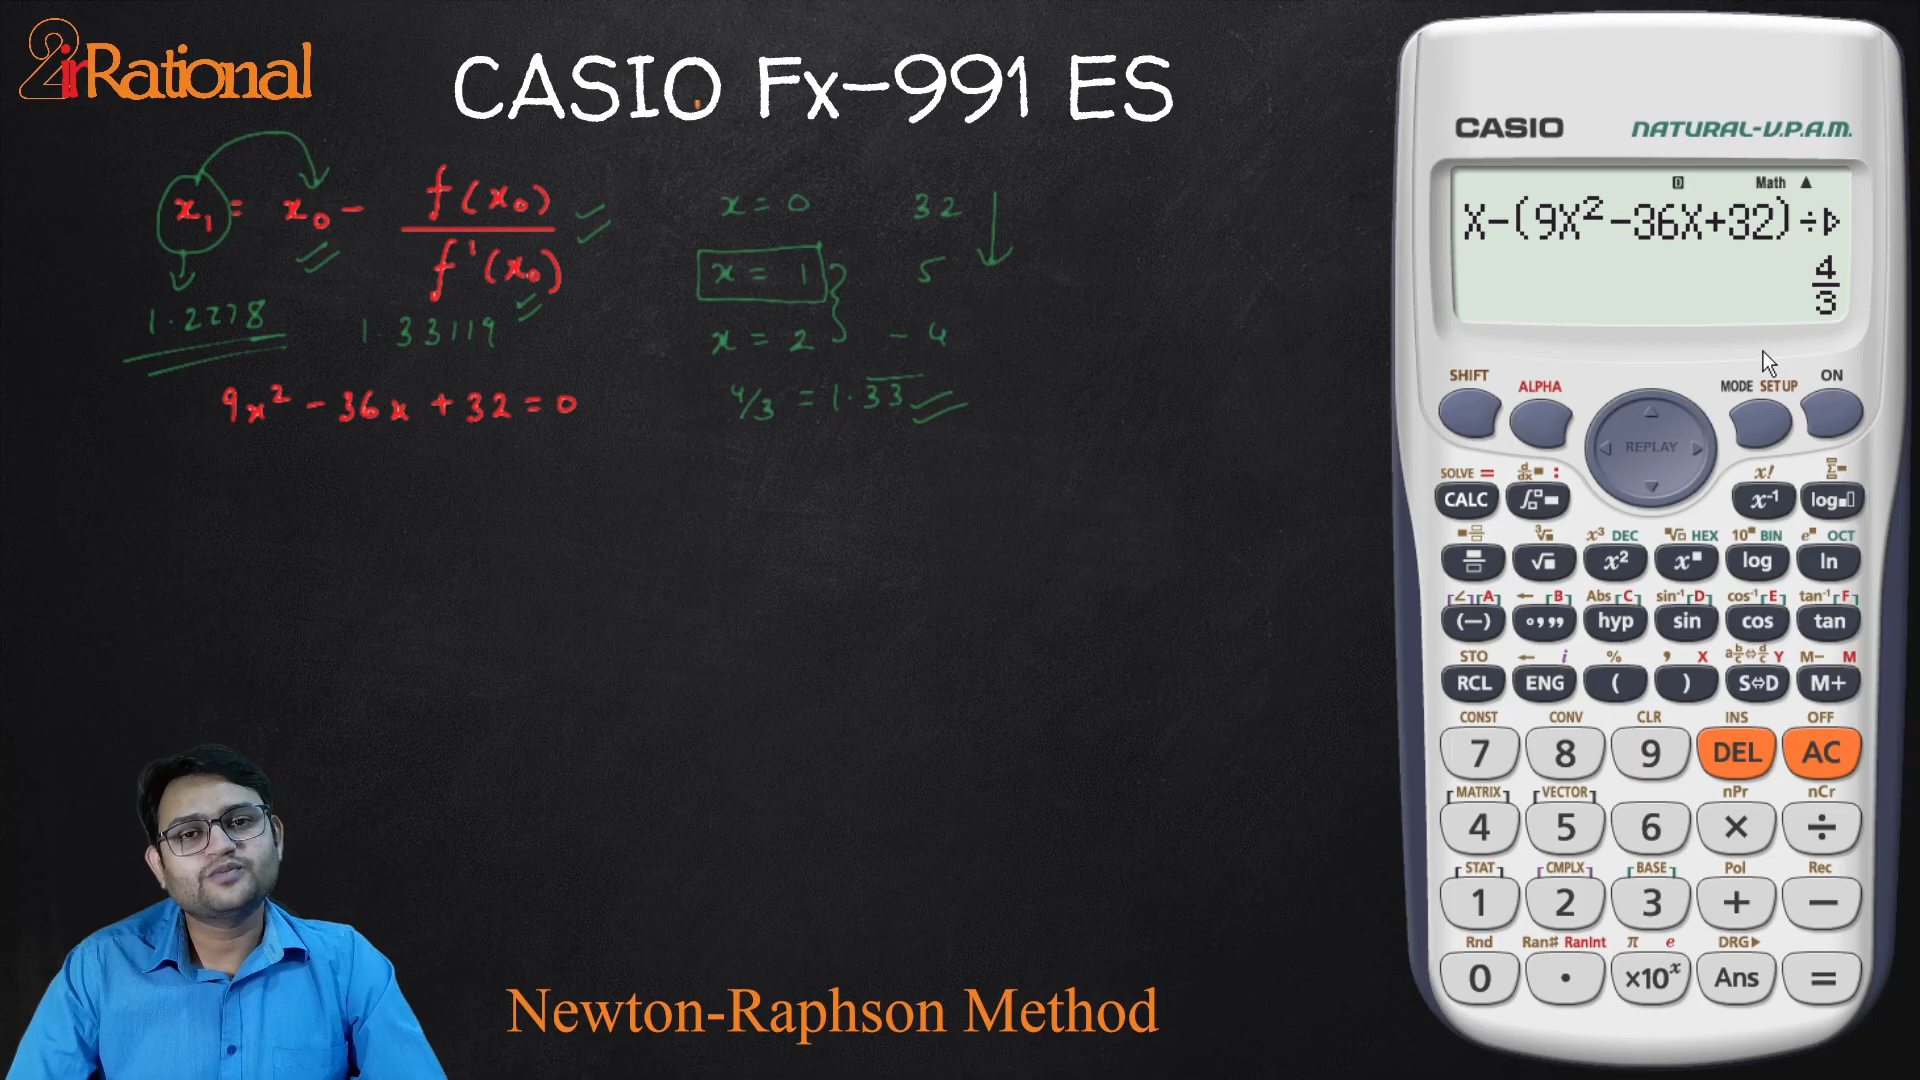 2irRational
CASIO Fx-991 ES
x₁ = x₀ - f(x₀) / f'(x₀)
1.2278 1.33119
9x² - 36x + 32 = 0
x = 0 32
x = 1 5
x = 2 - 4
4/3 = 1.33
Newton-Raphson Method
CASIO NATURAL-V.P.A.M.
D Math ▲
X-(9X²-36X+32)÷
4/3
SHIFT ALPHA REPLAY MODE SETUP ON
SOLVE = d/dx : x! Σ
CALC ∫ x⁻¹ log
³√ x³ DEC √ HEX 10 BIN e OCT
√ x² x log ln
∠ A ← B Abs C sin⁻¹ D cos⁻¹ E tan⁻¹ F
(−) °,,, hyp sin cos tan
STO ← i % , X a b/c⇔d/c Y M− M
RCL ENG ( ) S⇔D M+
CONST CONV CLR INS OFF
7 8 9 DEL AC
MATRIX VECTOR nPr nCr
4 5 6 × ÷
STAT CMPLX BASE Pol Rec
1 2 3 + −
Rnd Ran# RanInt π e DRG▶
0 . ×10ˣ Ans =